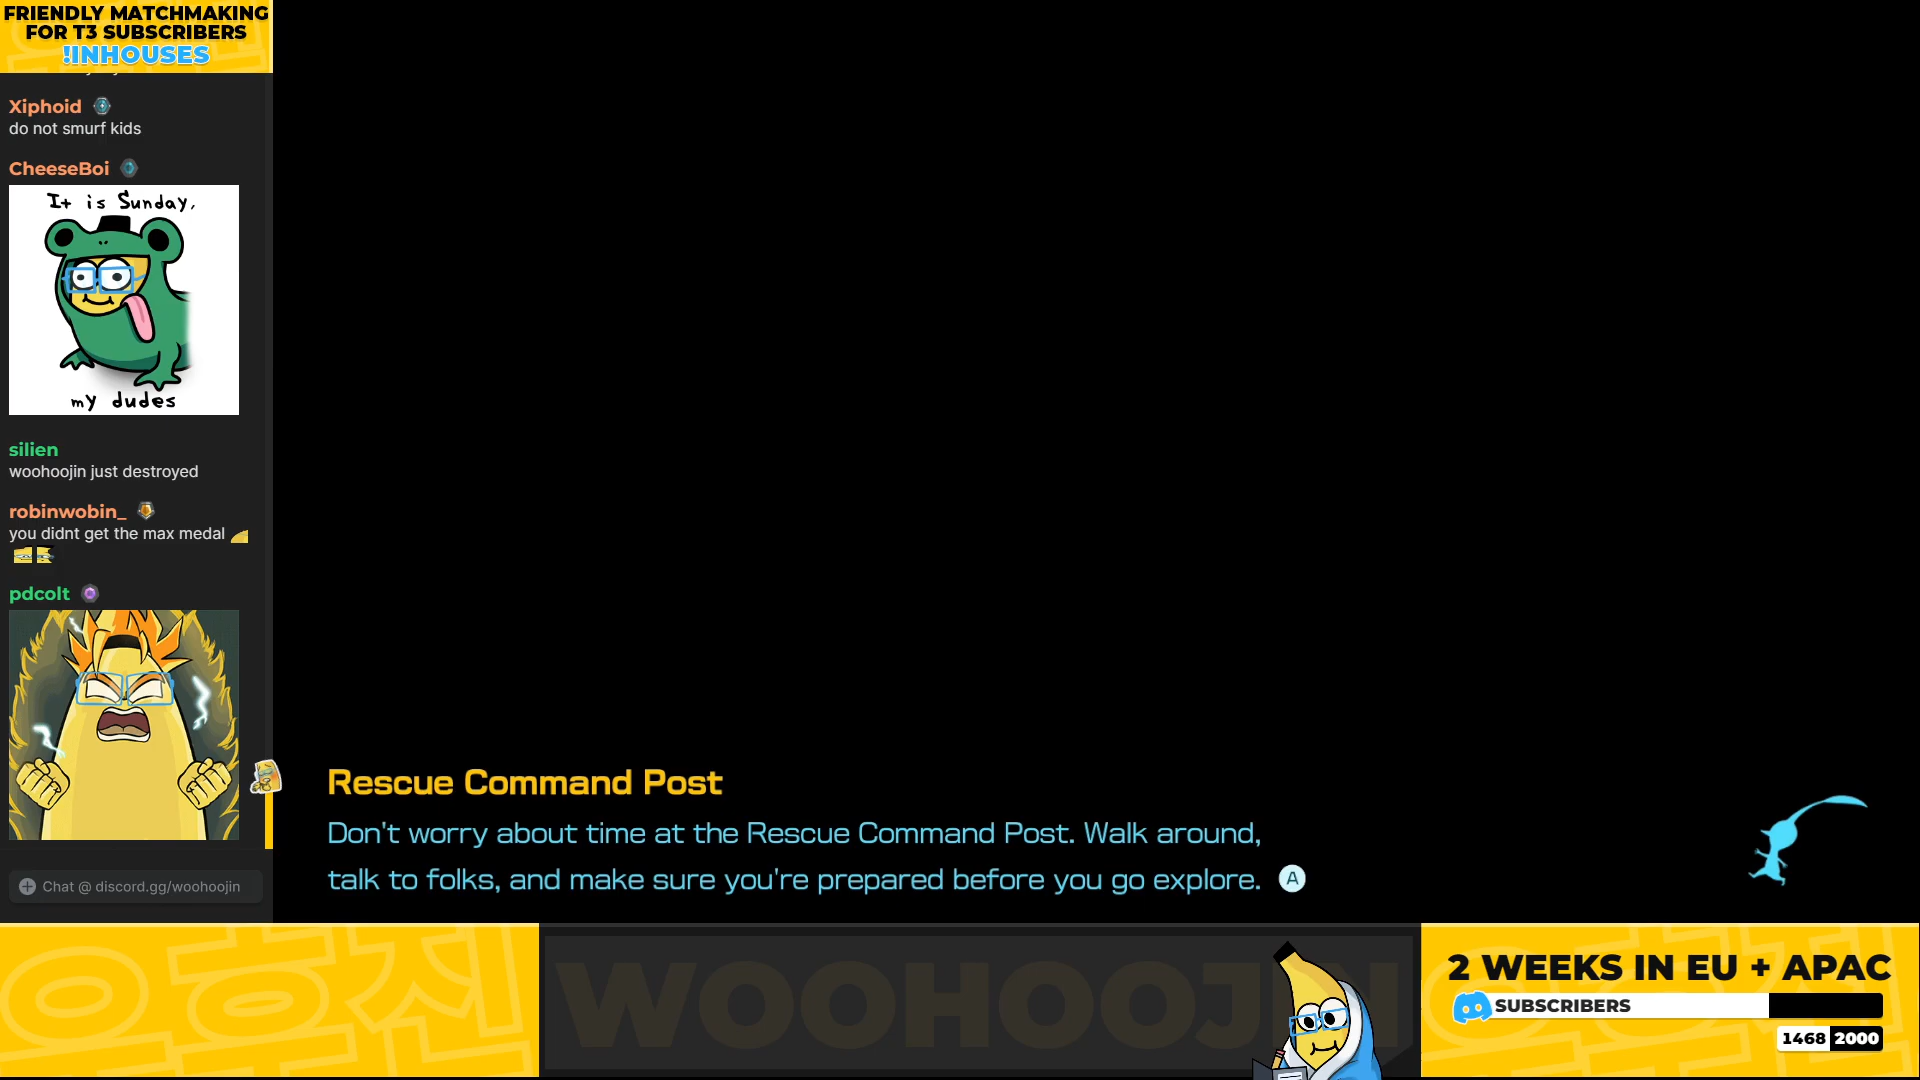 FRIENDLY MATCHMAKING
FOR T3 SUBSCRIBERS
!INHOUSES
Xiphoid
do not smurf kids
CheeseBoi
It is Sunday,
my dudes
silien
woohoojin just destroyed
robinwobin_
you didnt get the max medal
pdcolt
Chat @ discord.gg/woohoojin
Rescue Command Post
Don't worry about time at the Rescue Command Post. Walk around,
talk to folks, and make sure you're prepared before you go explore. A
우후진
WOOHOOJIN
2 WEEKS IN EU + APAC
SUBSCRIBERS
1468 2000